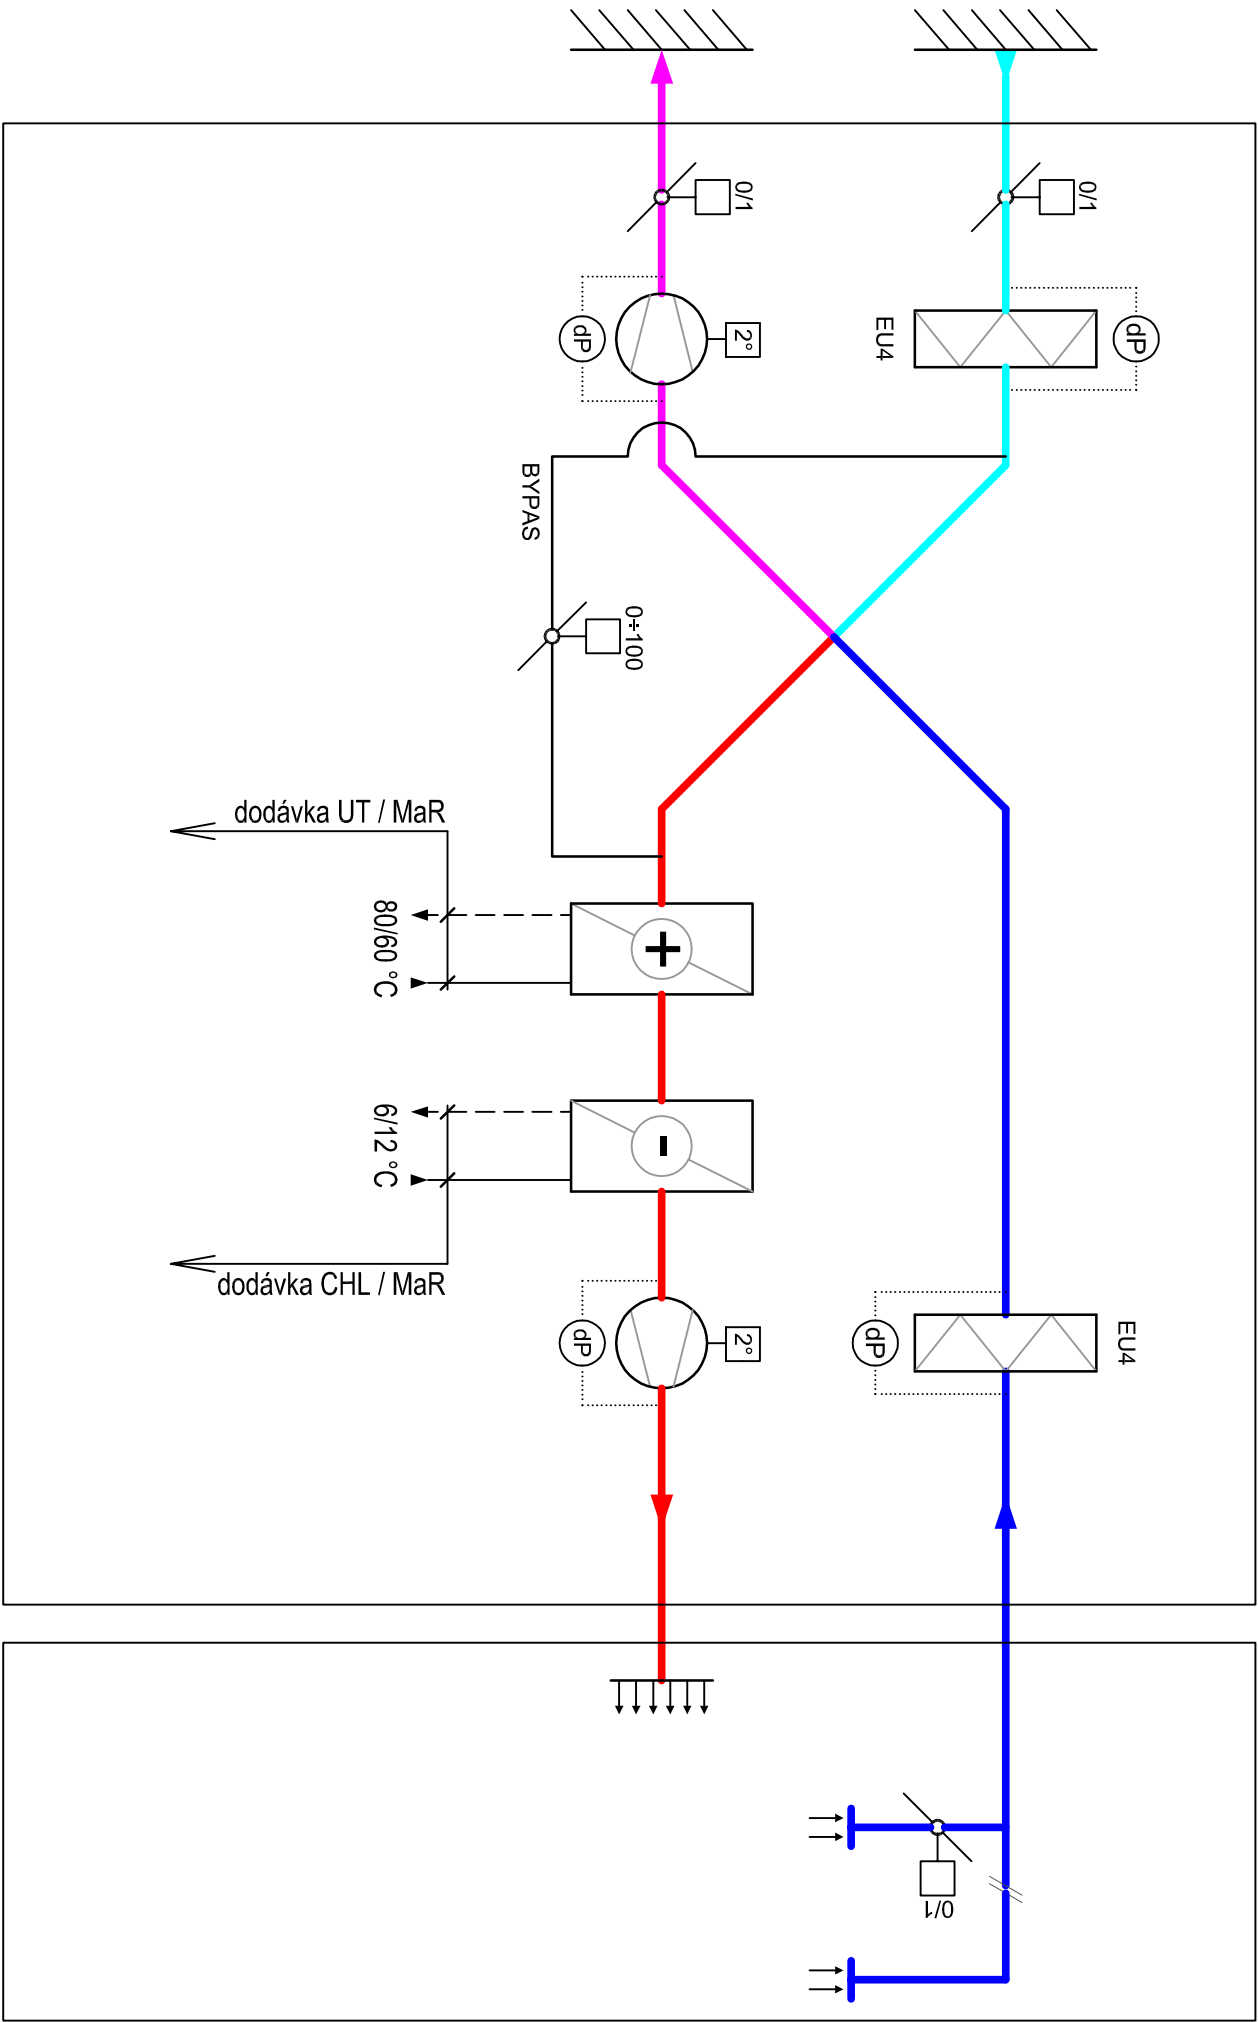 0/1
0/1
2°
dP
EU4
dP
BYPAS
0÷100
dodávka UT / MaR
80/60 °C
+
6/12 °C
-
dodávka CHL / MaR
2°
dP
dP
EU4
0/1